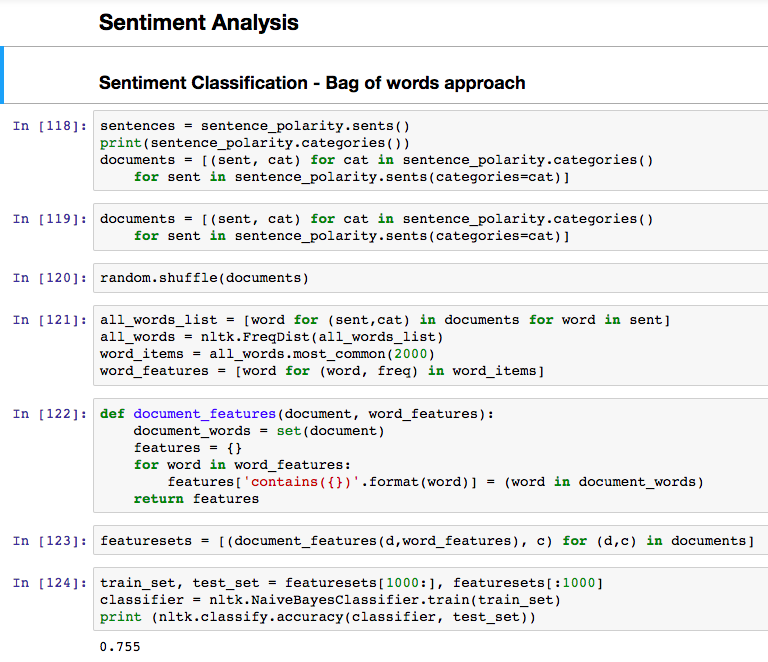 Sentiment Analysis
Sentiment Classification - Bag of words approach
In [118]: sentences = sentence_polarity.sents()
print(sentence_polarity.categories())
documents = [(sent, cat) for cat in sentence_polarity.categories()
    for sent in sentence_polarity.sents(categories=cat)]
In [119]: documents = [(sent, cat) for cat in sentence_polarity.categories()
    for sent in sentence_polarity.sents(categories=cat)]
In [120]: random.shuffle(documents)
In [121]: all_words_list = [word for (sent,cat) in documents for word in sent]
all_words = nltk.FreqDist(all_words_list)
word_items = all_words.most_common(2000)
word_features = [word for (word, freq) in word_items]
In [122]: def document_features(document, word_features):
    document_words = set(document)
    features = {}
    for word in word_features:
        features['contains({})'.format(word)] = (word in document_words)
    return features
In [123]: featuresets = [(document_features(d,word_features), c) for (d,c) in documents]
In [124]: train_set, test_set = featuresets[1000:], featuresets[:1000]
classifier = nltk.NaiveBayesClassifier.train(train_set)
print (nltk.classify.accuracy(classifier, test_set))
0.755